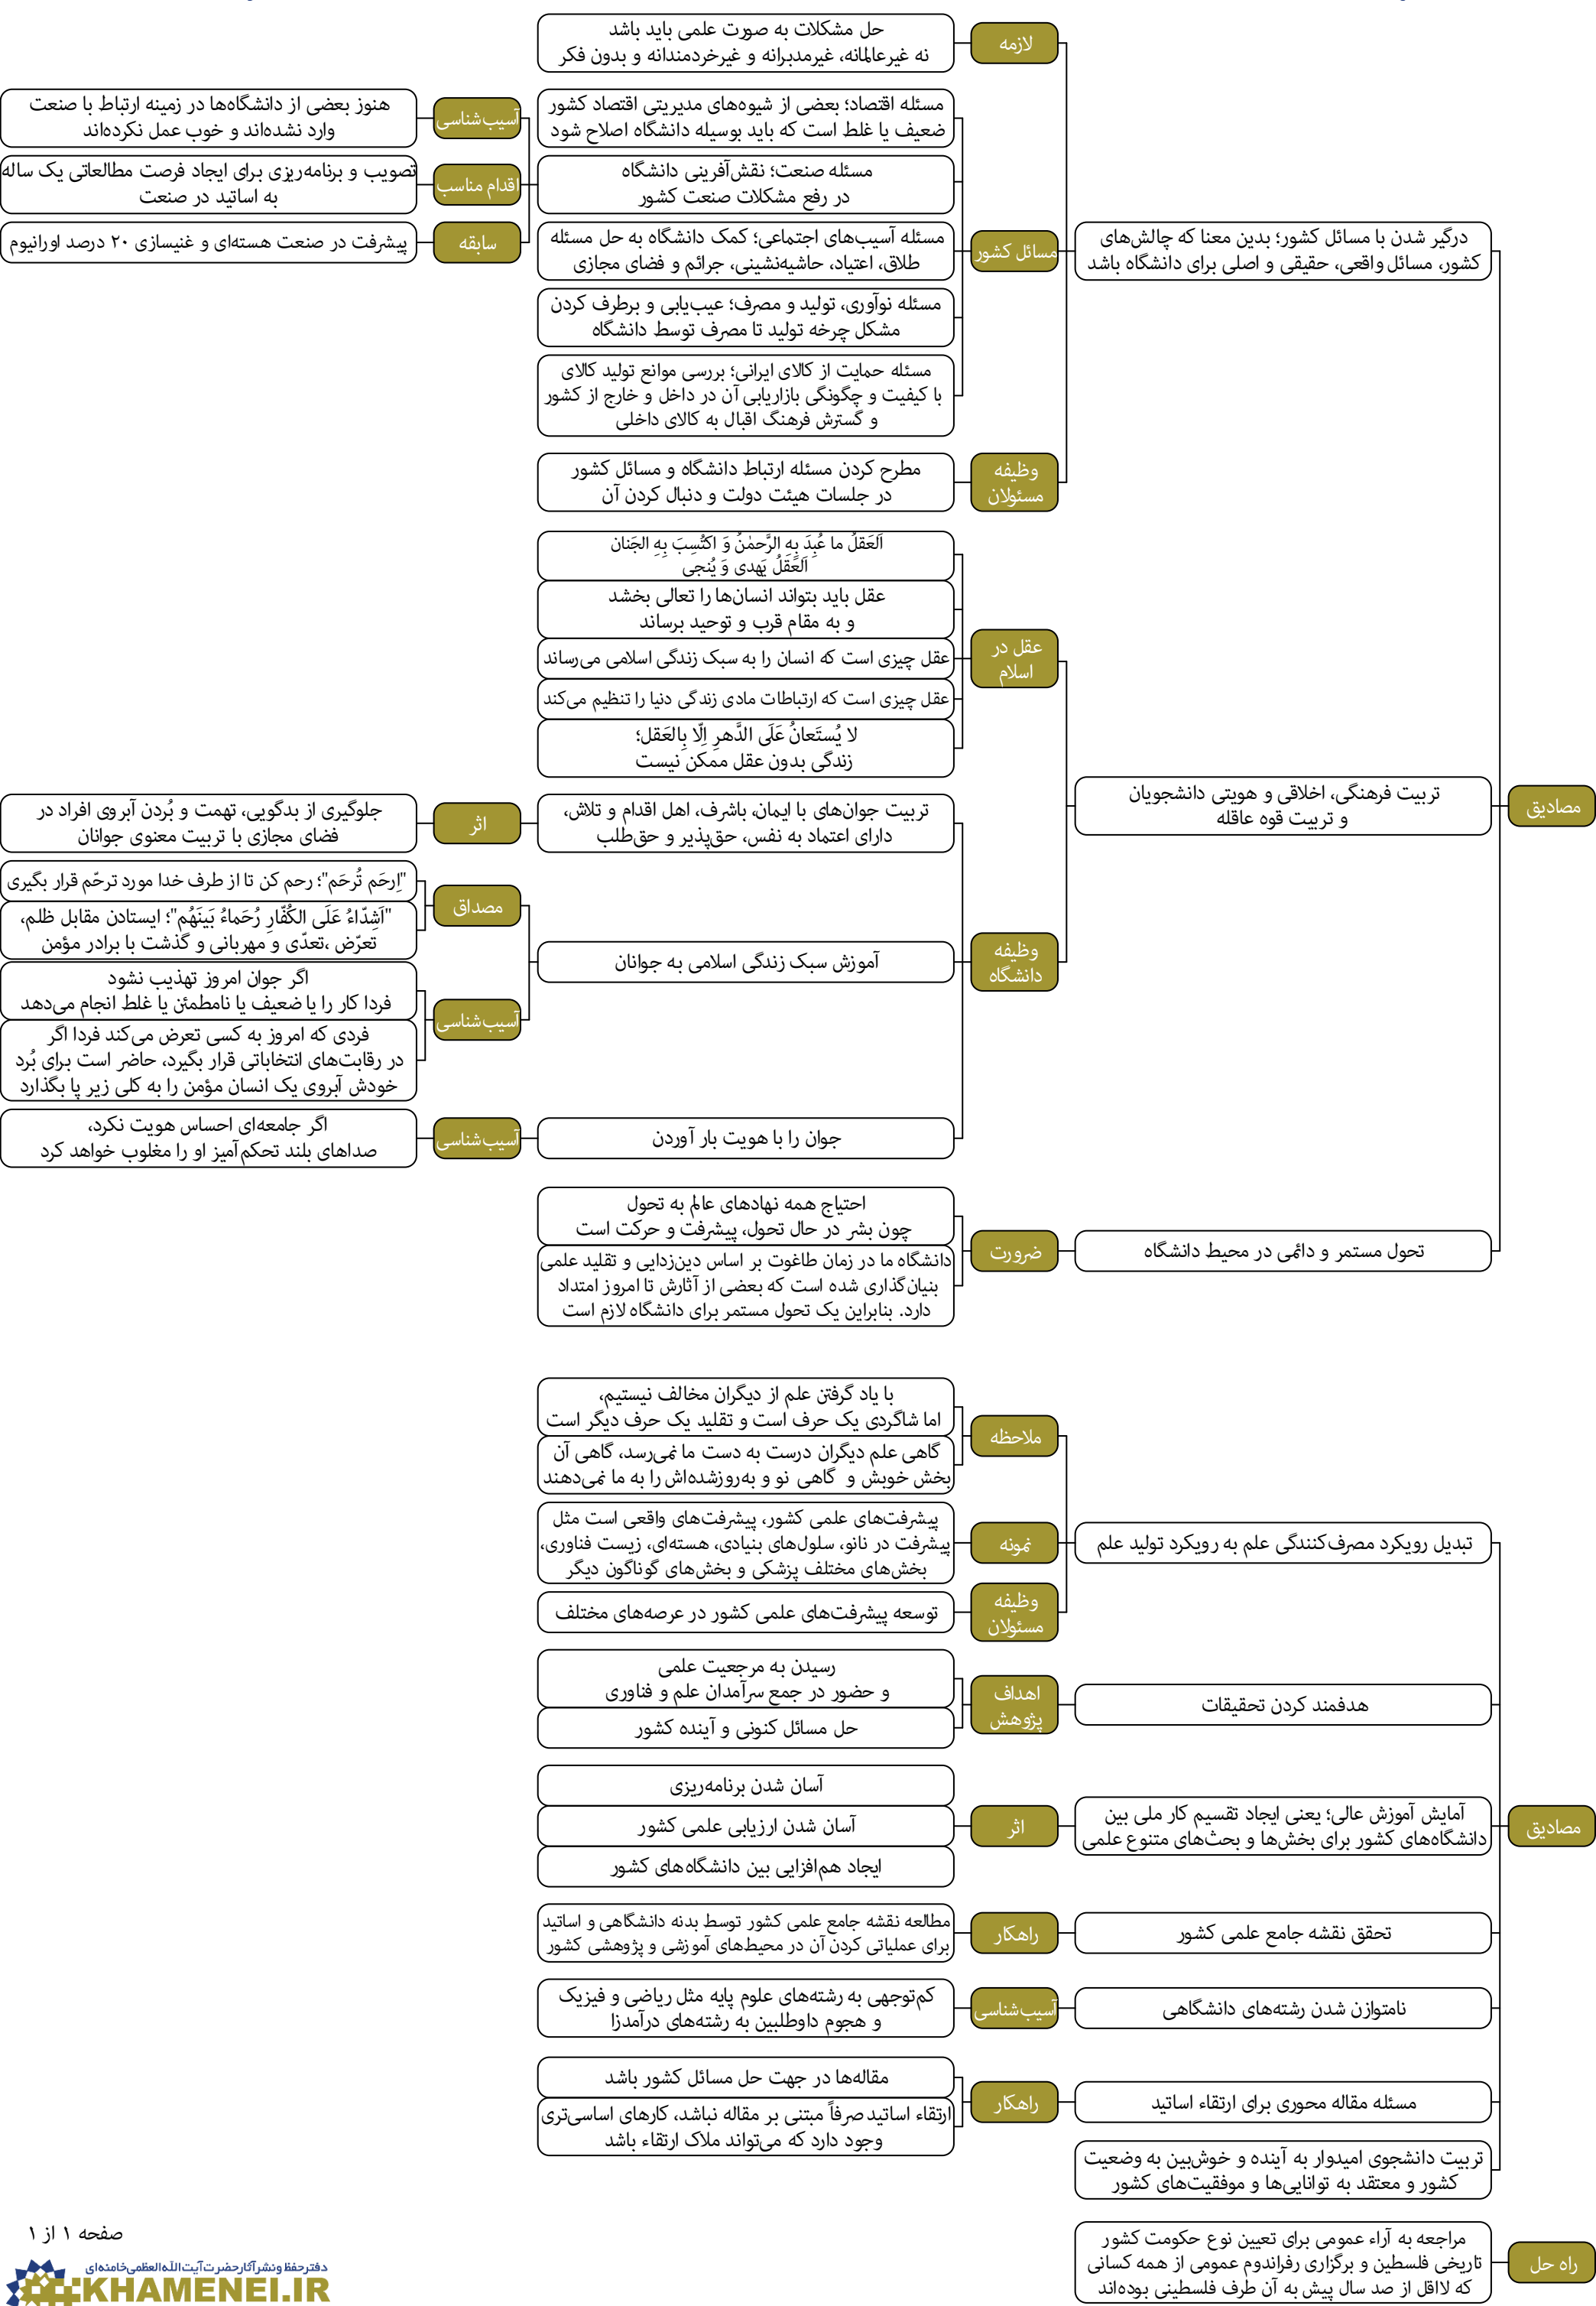 لازمه
حل مشکلات به صورت علمی باید باشد
نه غیرعالمانه، غیرمدبرانه و غیرخردمندانه و بدون فکر
درگیر شدن با مسائل کشور؛ بدین معنا که چالش‌های
کشور، مسائل واقعی، حقیقی و اصلی برای دانشگاه باشد
مسائل کشور
مسئله اقتصاد؛ بعضی از شیوه‌های مدیریتی اقتصاد کشور
ضعیف یا غلط است که باید بوسیله دانشگاه اصلاح شود
مسئله صنعت؛ نقش‌آفرینی دانشگاه
در رفع مشکلات صنعت کشور
آسیب‌شناسی
هنوز بعضی از دانشگاه‌ها در زمینه ارتباط با صنعت
وارد نشده‌اند و خوب عمل نکرده‌اند
اقدام مناسب
تصویب و برنامه‌ریزی برای ایجاد فرصت مطالعاتی یک ساله
به اساتید در صنعت
سابقه
پیشرفت در صنعت هسته‌ای و غنیسازی ۲۰ درصد اورانیوم
مسئله آسیب‌های اجتماعی؛ کمک دانشگاه به حل مسئله
طلاق، اعتیاد، حاشیه‌نشینی، جرائم و فضای مجازی
مسئله نوآوری، تولید و مصرف؛ عیب‌یابی و برطرف کردن
مشکل چرخه تولید تا مصرف توسط دانشگاه
مسئله حمایت از کالای ایرانی؛ بررسی موانع تولید کالای
با کیفیت و چگونگی بازاریابی آن در داخل و خارج از کشور
و گسترش فرهنگ اقبال به کالای داخلی
وظیفه
مسئولان
مطرح کردن مسئله ارتباط دانشگاه و مسائل کشور
در جلسات هیئت دولت و دنبال کردن آن
مصادیق
تربیت فرهنگی، اخلاقی و هویتی دانشجویان
و تربیت قوه عاقله
عقل در
اسلام
اَلعَقلُ ما عُبِدَ بِهِ الرَّحمٰنُ وَ اکتُسِبَ بِهِ الجَنان
اَلعَقلُ یَهدی وَ یُنجی
عقل باید بتواند انسان‌ها را تعالی بخشد
و به مقام قرب و توحید برساند
عقل چیزی است که انسان را به سبک زندگی اسلامی می‌رساند
عقل چیزی است که ارتباطات مادی زندگی دنیا را تنظیم می‌کند
لا یُستَعانُ عَلَی الدَّهرِ اِلّا بِالعَقل؛
زندگی بدون عقل ممکن نیست
وظیفه
دانشگاه
تربیت جوان‌های با ایمان، باشرف، اهل اقدام و تلاش،
دارای اعتماد به نفس، حق‌پذیر و حق‌طلب
اثر
جلوگیری از بدگویی، تهمت و بُردن آبروی افراد در
فضای مجازی با تربیت معنوی جوانان
آموزش سبک زندگی اسلامی به جوانان
مصداق
"اِرحَم تُرحَم"؛ رحم کن تا از طرف خدا مورد ترحّم قرار بگیری
"اَشِدّاءُ عَلَی الکُفّارِ رُحَماءُ بَینَهُم"؛ ایستادن مقابل ظلم،
تعرّض ،تعدّی و مهربانی و گذشت با برادر مؤمن
آسیب‌شناسی
اگر جوان امروز تهذیب نشود
فردا کار را یا ضعیف یا نامطمئن یا غلط انجام می‌دهد
فردی که امروز به کسی تعرض می‌کند فردا اگر
در رقابت‌های انتخاباتی قرار بگیرد، حاضر است برای بُرد
خودش آبروی یک انسان مؤمن را به کلی زیر پا بگذارد
جوان را با هویت بار آوردن
آسیب‌شناسی
اگر جامعه‌ای احساس هویت نکرد،
صداهای بلند تحکم‌آمیز او را مغلوب خواهد کرد
تحول مستمر و دائمی در محیط دانشگاه
ضرورت
احتیاج همه نهادهای عالم به تحول
چون بشر در حال تحول، پیشرفت و حرکت است
دانشگاه ما در زمان طاغوت بر اساس دین‌زدایی و تقلید علمی
بنیان‌گذاری شده است که بعضی از آثارش تا امروز امتداد
دارد. بنابراین یک تحول مستمر برای دانشگاه لازم است
مصادیق
تبدیل رویکرد مصرف‌کنندگی علم به رویکرد تولید علم
ملاحظه
با یاد گرفتن علم از دیگران مخالف نیستیم،
اما شاگردی یک حرف است و تقلید یک حرف دیگر است
گاهی علم دیگران درست به دست ما نمی‌رسد، گاهی آن
بخش خوبش و گاهی نو و به‌روزشده‌اش را به ما نمی‌دهند
نمونه
پیشرفت‌های علمی کشور، پیشرفت‌های واقعی است مثل
پیشرفت در نانو، سلول‌های بنیادی، هسته‌ای، زیست فناوری،
بخش‌های مختلف پزشکی و بخش‌های گوناگون دیگر
وظیفه
مسئولان
توسعه پیشرفت‌های علمی کشور در عرصه‌های مختلف
هدفمند کردن تحقیقات
اهداف
پژوهش
رسیدن به مرجعیت علمی
و حضور در جمع سرآمدان علم و فناوری
حل مسائل کنونی و آینده کشور
آمایش آموزش عالی؛ یعنی ایجاد تقسیم کار ملی بین
دانشگاه‌های کشور برای بخش‌ها و بحث‌های متنوع علمی
اثر
آسان شدن برنامه‌ریزی
آسان شدن ارزیابی علمی کشور
ایجاد هم‌افزایی بین دانشگاه‌های کشور
تحقق نقشه جامع علمی کشور
راهکار
مطالعه نقشه جامع علمی کشور توسط بدنه دانشگاهی و اساتید
برای عملیاتی کردن آن در محیط‌های آموزشی و پژوهشی کشور
نامتوازن شدن رشته‌های دانشگاهی
آسیب‌شناسی
کم‌توجهی به رشته‌های علوم پایه مثل ریاضی و فیزیک
و هجوم داوطلبین به رشته‌های درآمدزا
مسئله مقاله محوری برای ارتقاء اساتید
راهکار
مقاله‌ها در جهت حل مسائل کشور باشد
ارتقاء اساتید صرفاً مبتنی بر مقاله نباشد، کارهای اساسی‌تری
وجود دارد که می‌تواند ملاک ارتقاء باشد
تربیت دانشجوی امیدوار به آینده و خوش‌بین به وضعیت
کشور و معتقد به توانایی‌ها و موفقیت‌های کشور
راه حل
مراجعه به آراء عمومی برای تعیین نوع حکومت کشور
تاریخی فلسطین و برگزاری رفراندوم عمومی از همه کسانی
که لااقل از صد سال پیش به آن طرف فلسطینی بوده‌اند
صفحه ۱ از ۱
دفتر حفظ و نشر آثار حضرت آیت‌الله‌العظمی خامنه‌ای
KHAMENEI.IR